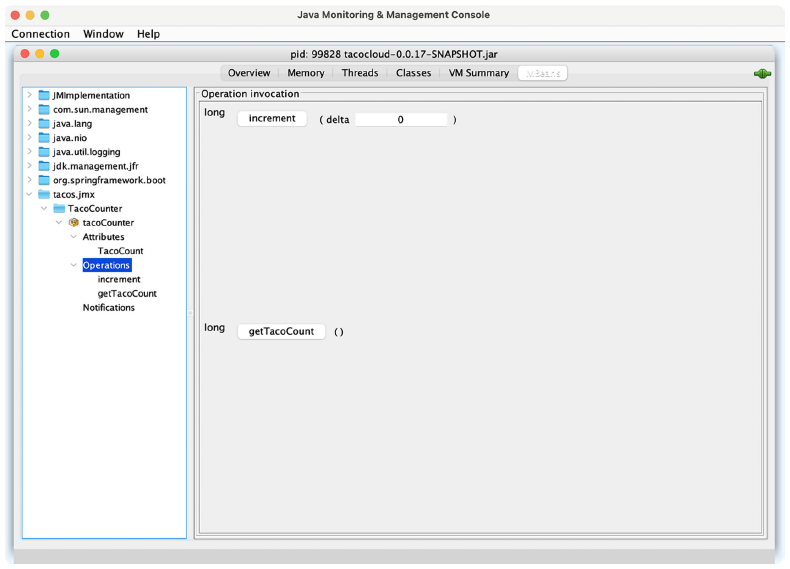 Java Monitoring & Management Console
Connection Window Help
pid: 99828 tacocloud-0.0.17-SNAPSHOT.jar
Overview Memory Threads Classes VM Summary MBeans
JMImplementation
com.sun.management
java.lang
java.nio
java.util.logging
jdk.management.jfr
org.springframework.boot
tacos.jmx
TacoCounter
tacoCounter
Attributes
TacoCount
Operations
increment
getTacoCount
Notifications
Operation invocation
long increment ( delta 0 )
long getTacoCount ()